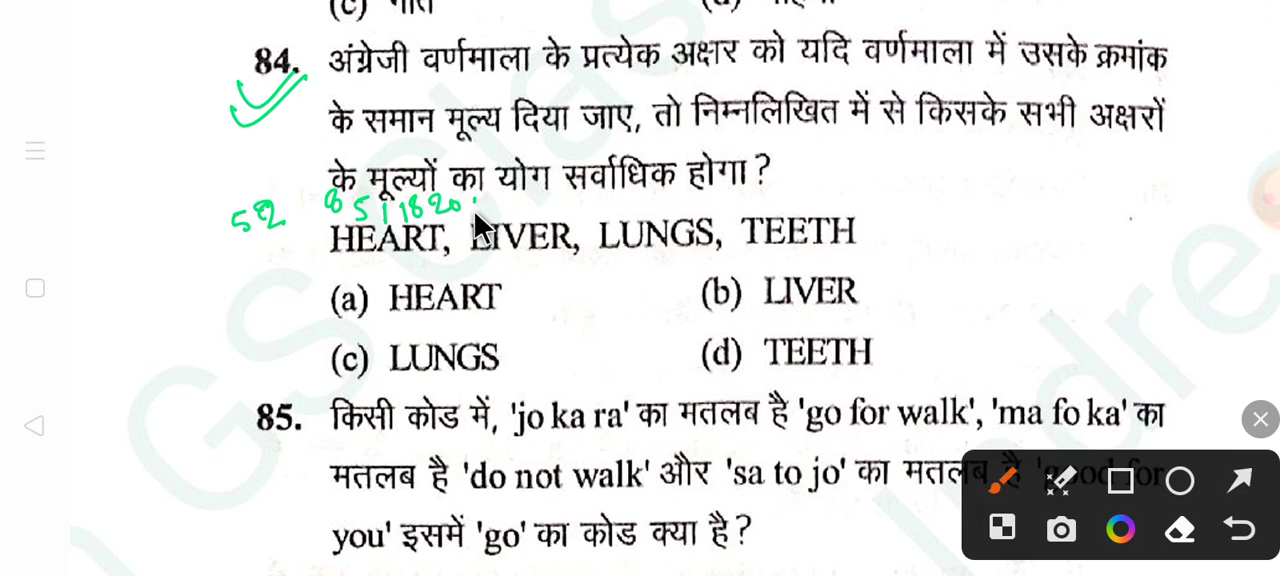 (c) गीत
84. अंग्रेजी वर्णमाला के प्रत्येक अक्षर को यदि वर्णमाला में उसके क्रमांक
के समान मूल्य दिया जाए, तो निम्नलिखित में से किसके सभी अक्षरों
के मूल्यों का योग सर्वाधिक होगा?
52 8 5 1 18 20
HEART, LIVER, LUNGS, TEETH
(a) HEART (b) LIVER
(c) LUNGS (d) TEETH
85. किसी कोड में, 'jo ka ra' का मतलब है 'go for walk', 'ma fo ka' का
मतलब है 'do not walk' और 'sa to jo' का मतलब है 'good for
you' इसमें 'go' का कोड क्या है?